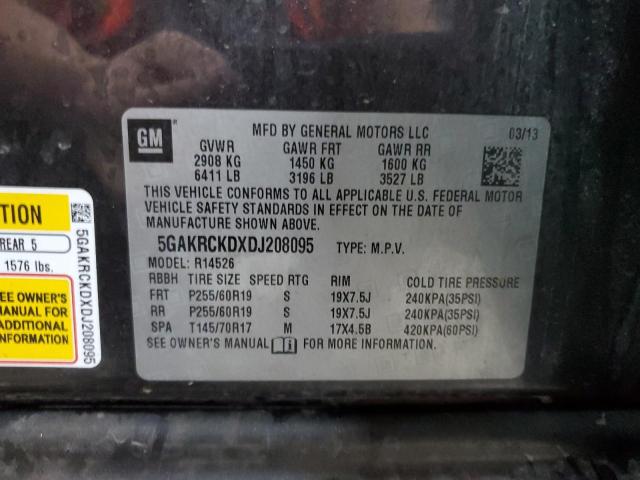 GM
MFD BY GENERAL MOTORS LLC 03/13
GVWR GAWR FRT GAWR RR
2908 KG 1450 KG 1600 KG
6411 LB 3196 LB 3527 LB
THIS VEHICLE CONFORMS TO ALL APPLICABLE U.S. FEDERAL MOTOR
VEHICLE SAFETY STANDARDS IN EFFECT ON THE DATE OF
MANUFACTURE SHOWN ABOVE.
5GAKRCKDXDJ208095 TYPE: M.P.V.
MODEL: R14526
RBBH TIRE SIZE SPEED RTG RIM COLD TIRE PRESSURE
FRT P255/60R19 S 19X7.5J 240KPA(35PSI)
RR P255/60R19 S 19X7.5J 240KPA(35PSI)
SPA T145/70R17 M 17X4.5B 420KPA(60PSI)
SEE OWNER'S MANUAL FOR MORE INFORMATION.
TION
REAR 5
1576 lbs.
SEE OWNER'S
MANUAL FOR
ADDITIONAL
INFORMATION
5GAKRCKDXDJ208095